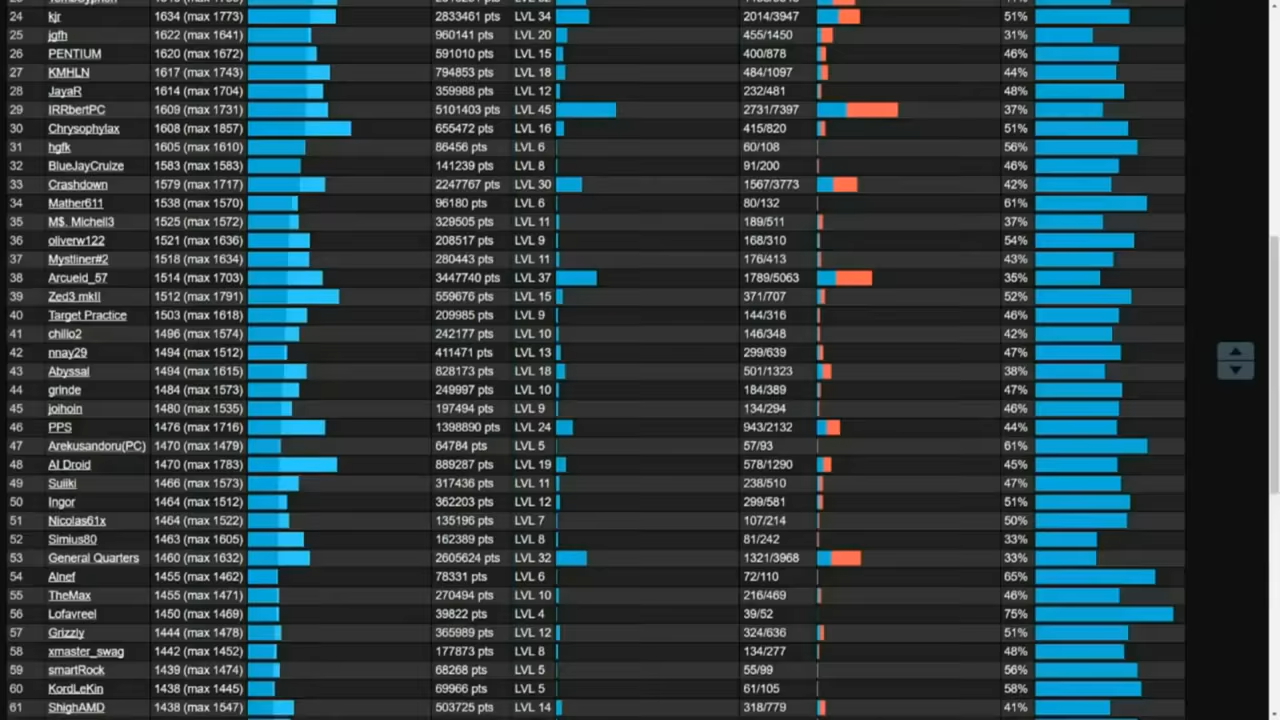 24 kjr 1634 (max 1773) 2833461 pts LVL 34 2014/3947 51%
25 jgfh 1622 (max 1641) 960141 pts LVL 20 455/1450 31%
26 PENTIUM 1620 (max 1672) 591010 pts LVL 15 400/878 46%
27 KMHLN 1617 (max 1743) 794853 pts LVL 18 484/1097 44%
28 JayaR 1614 (max 1704) 359988 pts LVL 12 232/481 48%
29 IRRbertPC 1609 (max 1731) 5101403 pts LVL 45 2731/7397 37%
30 Chrysophylax 1608 (max 1857) 655472 pts LVL 16 415/820 51%
31 hgfk 1605 (max 1610) 86456 pts LVL 6 60/108 56%
32 BlueJayCruize 1583 (max 1583) 141239 pts LVL 8 91/200 46%
33 Crashdown 1579 (max 1717) 2247767 pts LVL 30 1567/3773 42%
34 Mather611 1538 (max 1570) 96180 pts LVL 6 80/132 61%
35 M$. Michell3 1525 (max 1572) 329505 pts LVL 11 189/511 37%
36 oliverw122 1521 (max 1636) 208517 pts LVL 9 168/310 54%
37 Mystliner#2 1518 (max 1634) 280443 pts LVL 11 176/413 43%
38 Arcueid_57 1514 (max 1703) 3447740 pts LVL 37 1789/5063 35%
39 Zed3 mkII 1512 (max 1791) 559676 pts LVL 15 371/707 52%
40 Target Practice 1503 (max 1618) 209985 pts LVL 9 144/316 46%
41 chillo2 1496 (max 1574) 242177 pts LVL 10 146/348 42%
42 nnay29 1494 (max 1512) 411471 pts LVL 13 299/639 47%
43 Abyssal 1494 (max 1615) 828173 pts LVL 18 501/1323 38%
44 grinde 1484 (max 1573) 249997 pts LVL 10 184/389 47%
45 joihoin 1480 (max 1535) 197494 pts LVL 9 134/294 46%
46 PPS 1476 (max 1716) 1398890 pts LVL 24 943/2132 44%
47 Arekusandoru(PC) 1470 (max 1479) 64784 pts LVL 5 57/93 61%
48 AI Droid 1470 (max 1783) 889287 pts LVL 19 578/1290 45%
49 Suiiki 1466 (max 1573) 317436 pts LVL 11 238/510 47%
50 Ingor 1464 (max 1512) 362203 pts LVL 12 299/581 51%
51 Nicolas61x 1464 (max 1522) 135196 pts LVL 7 107/214 50%
52 Simius80 1463 (max 1605) 162389 pts LVL 8 81/242 33%
53 General Quarters 1460 (max 1632) 2605624 pts LVL 32 1321/3968 33%
54 Alnef 1455 (max 1462) 78331 pts LVL 6 72/110 65%
55 TheMax 1455 (max 1471) 270494 pts LVL 10 216/469 46%
56 Lofavreel 1450 (max 1469) 39822 pts LVL 4 39/52 75%
57 Grizzly 1444 (max 1478) 365989 pts LVL 12 324/636 51%
58 xmaster_swag 1442 (max 1452) 177873 pts LVL 8 134/277 48%
59 smartRock 1439 (max 1474) 68268 pts LVL 5 55/99 56%
60 KordLeKin 1438 (max 1445) 69966 pts LVL 5 61/105 58%
61 ShighAMD 1438 (max 1547) 503725 pts LVL 14 318/779 41%